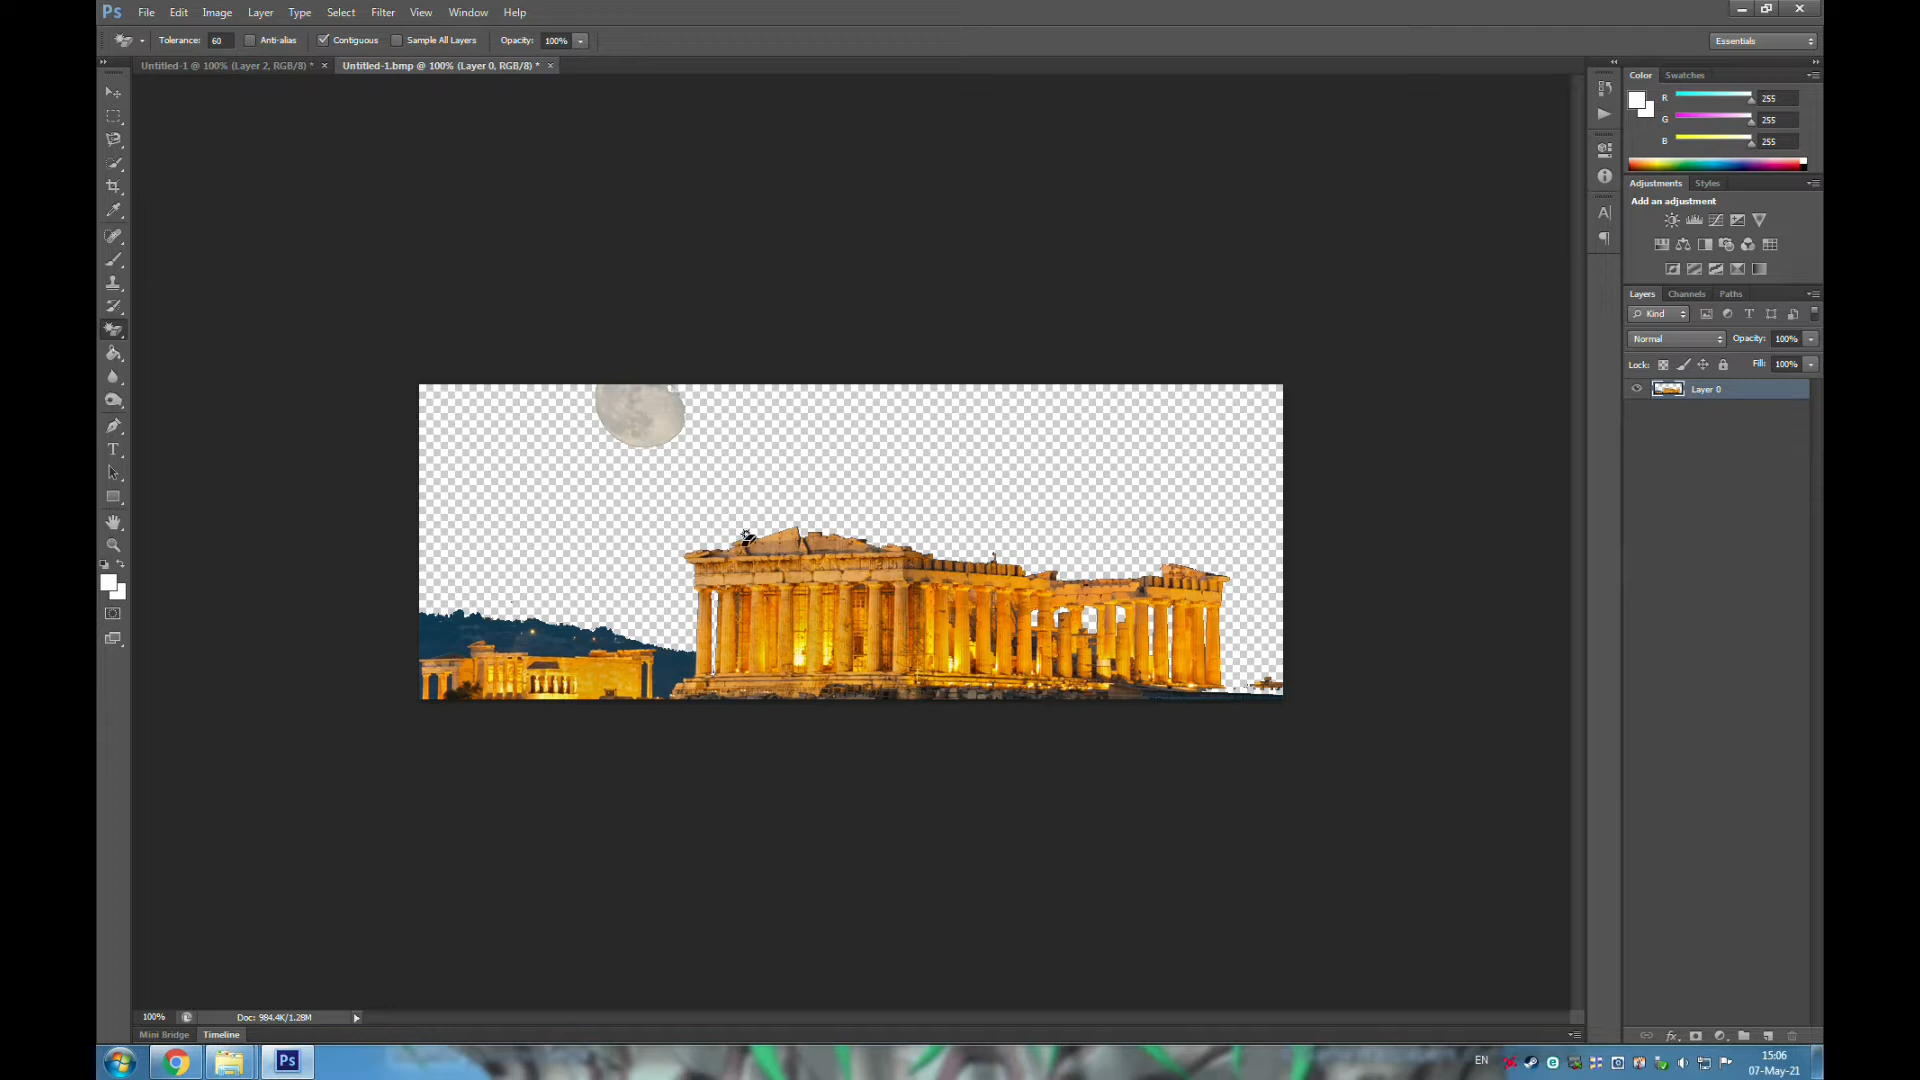 Ps File Edit Image Layer Type Select Filter View Window Help
Tolerance: 60 Anti-alias Contiguous Sample All Layers Opacity: 100% Essentials
Untitled-1 @ 100% (Layer 2, RGB/8) * × Untitled-1.bmp @ 100% (Layer 0, RGB/8) * ×
Color Swatches
R 255
G 255
B 255
Adjustments Styles
Add an adjustment
Layers Channels Paths
Kind
Normal Opacity: 100%
Lock: Fill: 100%
Layer 0
100% Doc: 984.4K/1.28M
Mini Bridge Timeline
Ps EN 15:06
07-May-21